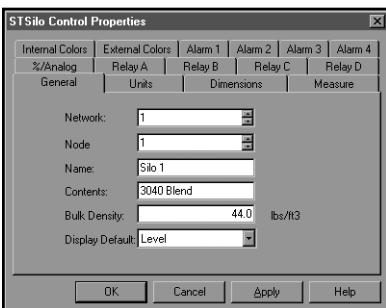 STSilo Control Properties
Internal Colors External Colors Alarm 1 Alarm 2 Alarm 3 Alarm 4
%/Analog Relay A Relay B Relay C Relay D
General Units Dimensions Measure
Network: 1
Node 1
Name: Silo 1
Contents: 3040 Blend
Bulk Density: 44.0 lbs/ft3
Display Default: Level
OK Cancel Apply Help